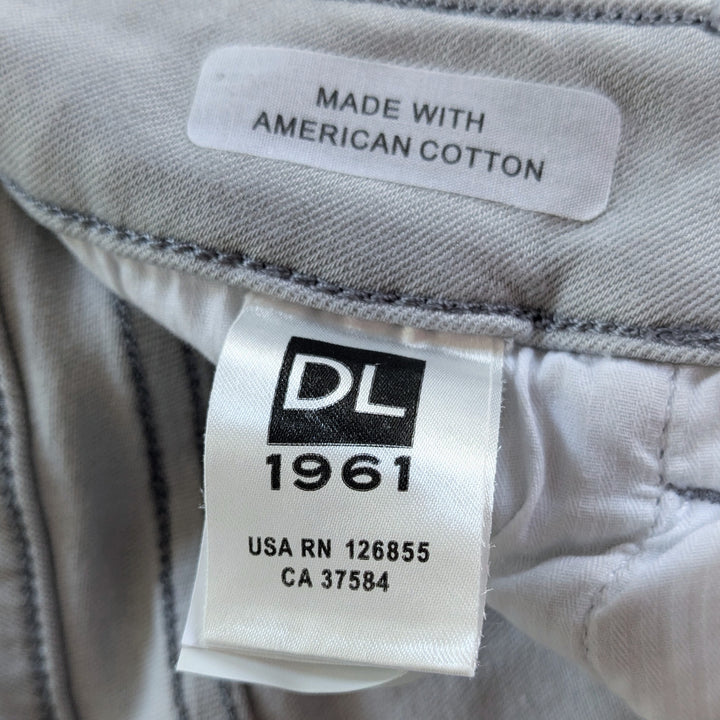 MADE WITH
AMERICAN COTTON
DL
1961
USA RN 126855
CA 37584